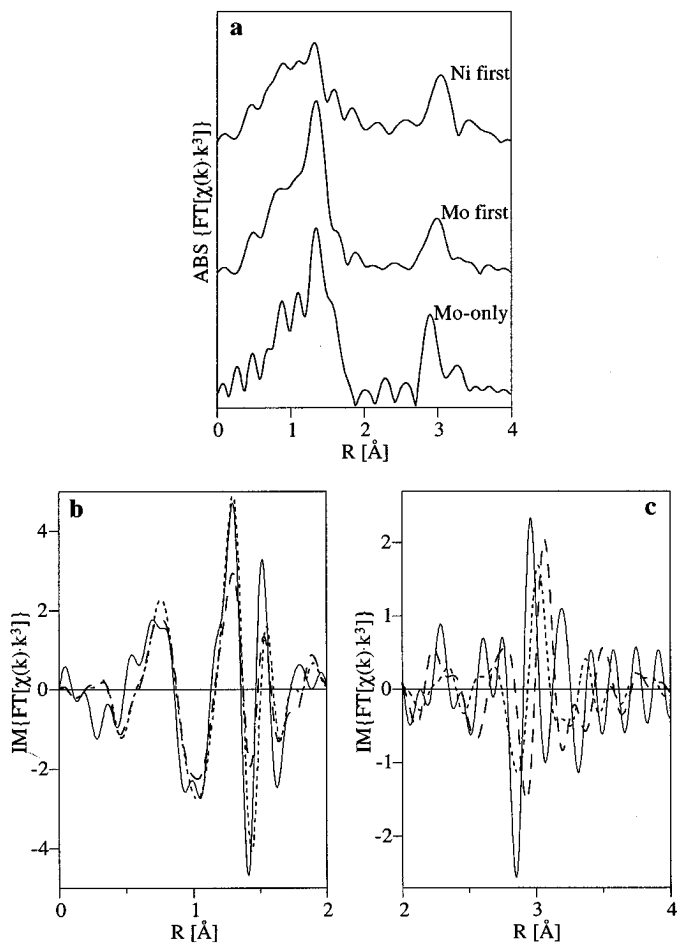 a
Ni first
Mo first
Mo-only
ABS {FT[χ(k)·k³]}
0 1 2 3 4
R [Å]
b
4
2
0
-2
-4
IM{FT[χ(k)·k³]}
0 1 2
R [Å]
c
2
1
0
-1
-2
IM{FT[χ(k)·k³]}
2 3 4
R [Å]